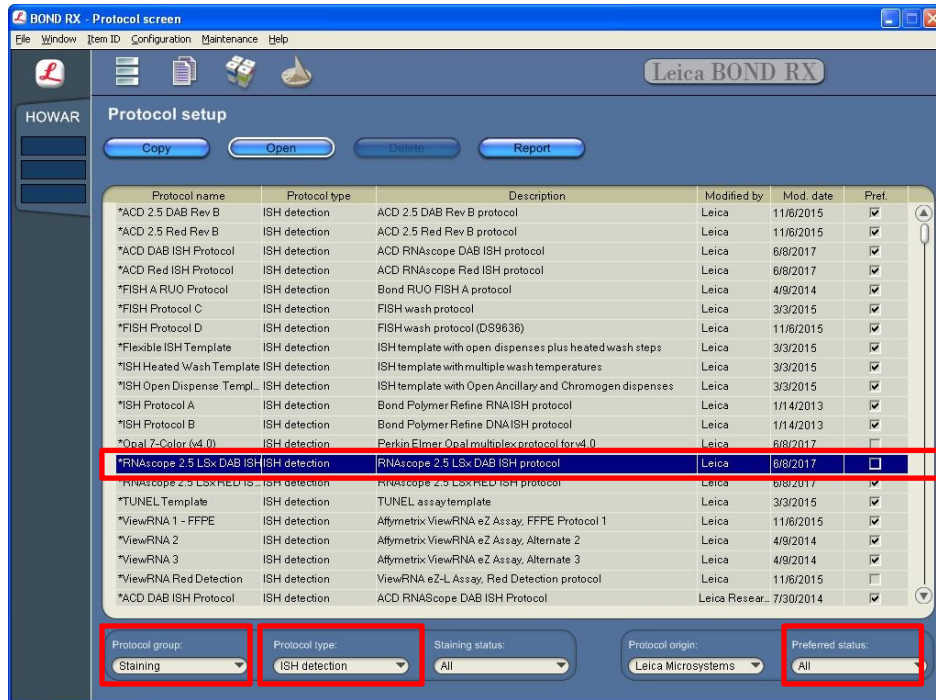 BOND RX - Protocol screen
File Window Item ID Configuration Maintenance Help
Leica BOND RX
HOWAR
Protocol setup
Copy Open Delete Report
Protocol name Protocol type Description Modified by Mod. date Pref.
*ACD 2.5 DAB Rev B ISH detection ACD 2.5 DAB Rev B protocol Leica 11/6/2015
*ACD 2.5 Red Rev B ISH detection ACD 2.5 Red Rev B protocol Leica 11/6/2015
*ACD DAB ISH Protocol ISH detection ACD RNAscope DAB ISH protocol Leica 6/8/2017
*ACD Red ISH Protocol ISH detection ACD RNAscope Red ISH protocol Leica 6/8/2017
*FISH A RUO Protocol ISH detection Bond RUO FISH A protocol Leica 4/9/2014
*FISH Protocol C ISH detection FISH wash protocol Leica 3/3/2015
*FISH Protocol D ISH detection FISH wash protocol (DS9636) Leica 11/6/2015
*Flexible ISH Template ISH detection ISH template with open dispenses plus heated wash steps Leica 3/3/2015
*ISH Heated Wash Template ISH detection ISH template with multiple wash temperatures Leica 3/3/2015
*ISH Open Dispense Templ... ISH detection ISH template with Open Ancillary and Chromogen dispenses Leica 3/3/2015
*ISH Protocol A ISH detection Bond Polymer Refine RNA ISH protocol Leica 1/14/2013
*ISH Protocol B ISH detection Bond Polymer Refine DNA ISH protocol Leica 1/14/2013
*Opal 7-Color (v4.0) ISH detection Perkin Elmer Opal multiplex protocol for v4.0 Leica 6/8/2017
*RNAscope 2.5 LSx DAB ISH ISH detection RNAscope 2.5 LSx DAB ISH protocol Leica 6/8/2017
*RNAscope 2.5 LSx RED IS... ISH detection RNAscope 2.5 LSx RED ISH protocol Leica 6/8/2017
*TUNEL Template ISH detection TUNEL assay template Leica 3/3/2015
*ViewRNA 1 - FFPE ISH detection Affymetrix ViewRNA eZ Assay, FFPE Protocol 1 Leica 11/6/2015
*ViewRNA 2 ISH detection Affymetrix ViewRNA eZ Assay, Alternate 2 Leica 4/9/2014
*ViewRNA 3 ISH detection Affymetrix ViewRNA eZ Assay, Alternate 3 Leica 4/9/2014
*ViewRNA Red Detection ISH detection ViewRNA eZ-L Assay, Red Detection protocol Leica 11/6/2015
*ACD DAB ISH Protocol ISH detection ACD RNAScope DAB ISH Protocol Leica Resear... 7/30/2014
Protocol group: Protocol type: Staining status: Protocol origin: Preferred status:
Staining ISH detection All Leica Microsystems All